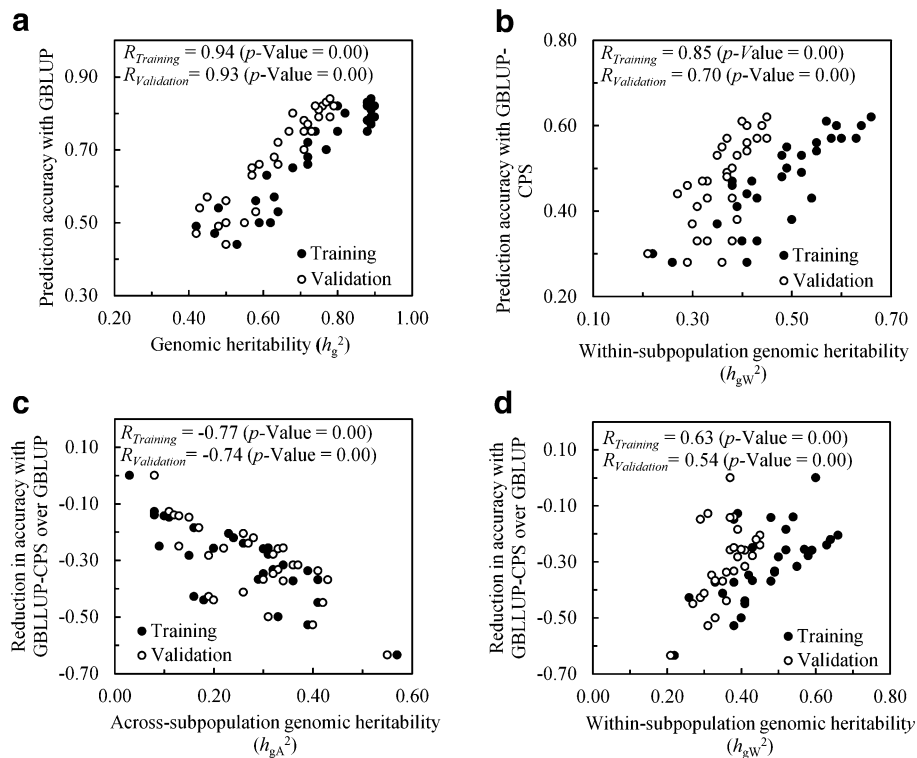 a
R_Training = 0.94 (p-Value = 0.00)
R_Validation = 0.93 (p-Value = 0.00)
Prediction accuracy with GBLUP
0.90
0.70
0.50
0.30
Training
Validation
0.20 0.40 0.60 0.80 1.00
Genomic heritability (h_g^2)
b
R_Training = 0.85 (p-Value = 0.00)
R_Validation = 0.70 (p-Value = 0.00)
Prediction accuracy with GBLUP-
CPS
0.80
0.60
0.40
0.20
Training
Validation
0.10 0.30 0.50 0.70
Within-subpopulation genomic heritability
(h_gW^2)
c
R_Training = -0.77 (p-Value = 0.00)
R_Validation = -0.74 (p-Value = 0.00)
Reduction in accuracy with
GBLLUP-CPS over GBLUP
0.10
-0.10
-0.30
-0.50
-0.70
Training
Validation
0.00 0.20 0.40 0.60
Across-subpopulation genomic heritability
(h_gA^2)
d
R_Training = 0.63 (p-Value = 0.00)
R_Validation = 0.54 (p-Value = 0.00)
Reduction in accuracy with
GBLLUP-CPS over GBLUP
0.10
-0.10
-0.30
-0.50
-0.70
Training
Validation
0.00 0.20 0.40 0.60 0.80
Within-subpopulation genomic heritability
(h_gW^2)